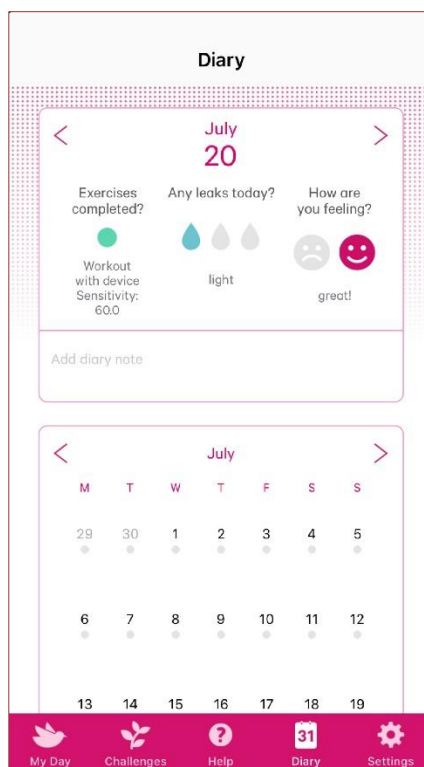 Diary
July
20
Exercises completed?
Any leaks today?
How are you feeling?
Workout with device
Sensitivity: 60.0
light
great!
Add diary note
July
M T W T F S S
29 30 1 2 3 4 5
6 7 8 9 10 11 12
13 14 15 16 17 18 19
31
My Day Challenges Help Diary Settings